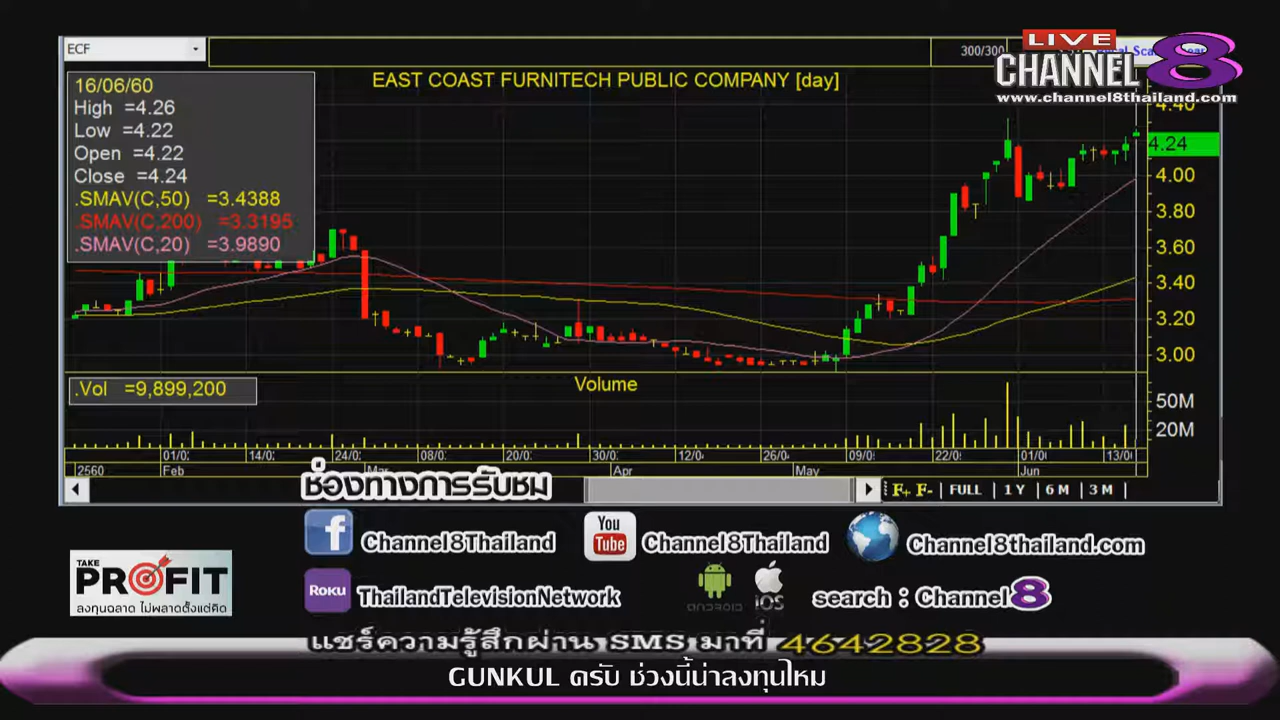 ECF
300/300
LIVE
CHANNEL 8
www.channel8thailand.com
EAST COAST FURNITECH PUBLIC COMPANY [day]
16/06/60
High =4.26
Low =4.22
Open =4.22
Close =4.24
.SMAV(C,50) =3.4388
.SMAV(C,200) =3.3195
.SMAV(C,20) =3.9890
4.40
4.24
4.00
3.80
3.60
3.40
3.20
3.00
.Vol =9,899,200
Volume
50M
20M
01/0 14/0 24/0 08/0 20/0 30/0 12/0 26/0 09/0 22/0 01/0 13/0
2560 Feb Mar Apr May Jun
F+ F- FULL 1 Y 6 M 3 M
ช่องทางการรับชม
Channel8Thailand
You Tube Channel8Thailand
Channel8thailand.com
ROKU ThailandTelevisionNetwork
ANDROID iOS
search : Channel 8
TAKE PROFIT
ลงทุนฉลาด ไม่พลาดตั้งแต่คิด
แชร์ความรู้สึกผ่าน SMS มาที่ 4642828
GUNKUL ครับ ช่วงนี้น่าลงทุนไหม